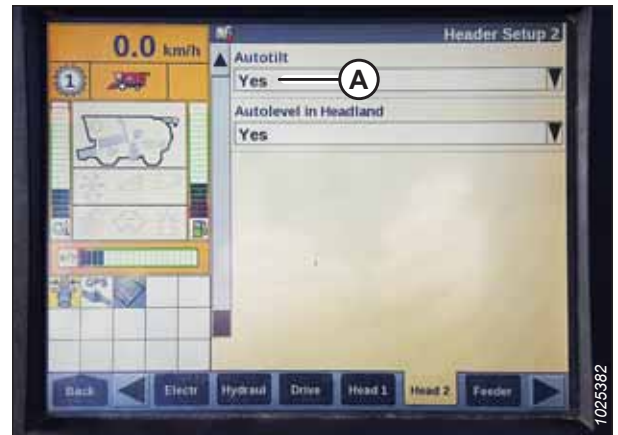 0.0 km/h
Header Setup 2
Autotilt
Yes
A
Autolevel in Headland
Yes
1
GPS
Back
Electr
Hydraul
Drive
Head 1
Head 2
Feeder
1025382